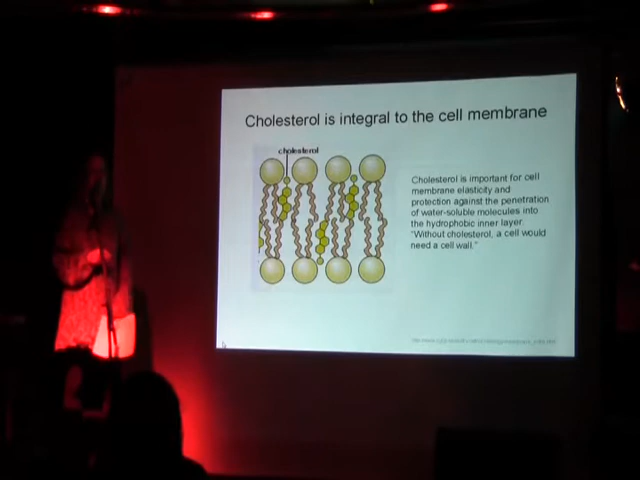 Cholesterol is integral to the cell membrane
cholesterol
Cholesterol is important for cell
membrane elasticity and
protection against the penetration
of water-soluble molecules into
the hydrophobic inner layer.
"Without cholesterol, a cell would
need a cell wall."